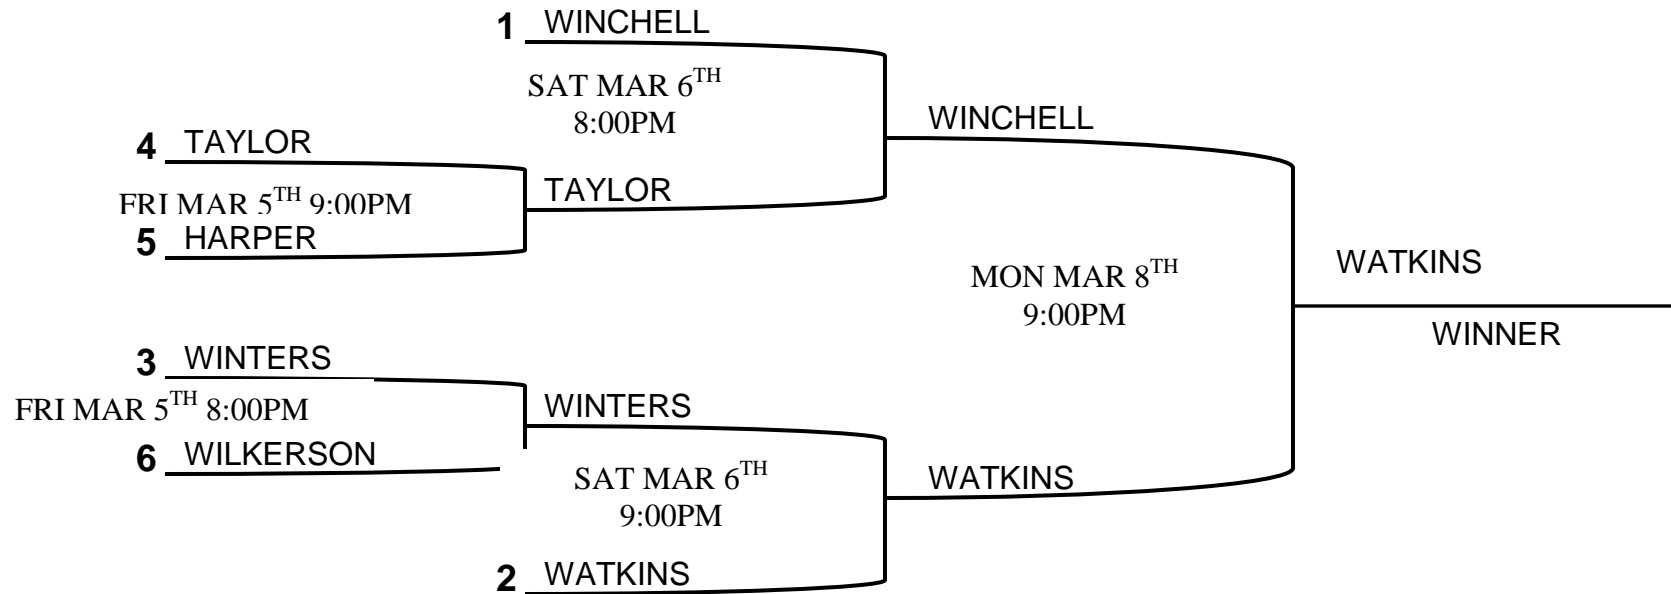 1 WINCHELL
SAT MAR 6TH
8:00PM
WINCHELL
4 TAYLOR
FRI MAR 5TH 9:00PM
TAYLOR
5 HARPER
MON MAR 8TH
9:00PM
WATKINS
WINNER
3 WINTERS
FRI MAR 5TH 8:00PM
WINTERS
6 WILKERSON
SAT MAR 6TH
9:00PM
WATKINS
2 WATKINS